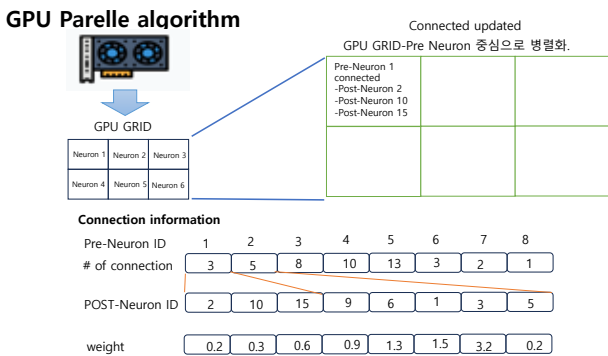 GPU Parelle algorithm
Connected updated
GPU GRID-Pre Neuron 중심으로 병렬화.
Pre-Neuron 1
connected
-Post-Neuron 2
-Post-Neuron 10
-Post-Neuron 15
GPU GRID
Neuron 1 Neuron 2 Neuron 3
Neuron 4 Neuron 5 Neuron 6
Connection information
Pre-Neuron ID 1 2 3 4 5 6 7 8
# of connection 3 5 8 10 13 3 2 1
POST-Neuron ID 2 10 15 9 6 1 3 5
weight 0.2 0.3 0.6 0.9 1.3 1.5 3.2 0.2